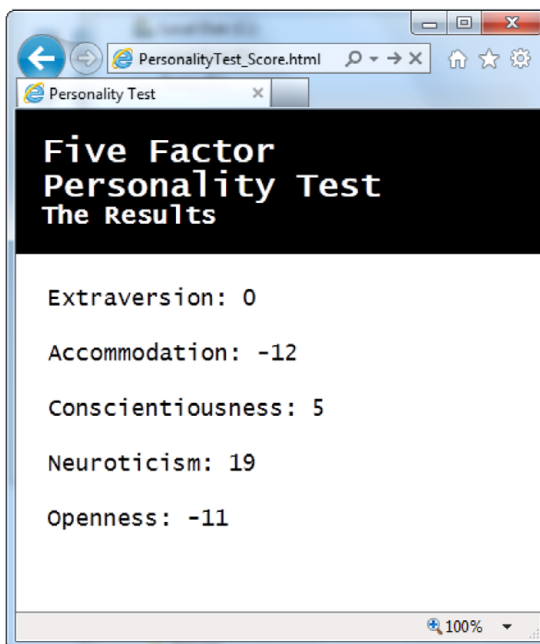 PersonalityTest_Score.html
Personality Test
Five Factor
Personality Test
The Results
Extraversion: 0
Accommodation: -12
Conscientiousness: 5
Neuroticism: 19
Openness: -11
100%